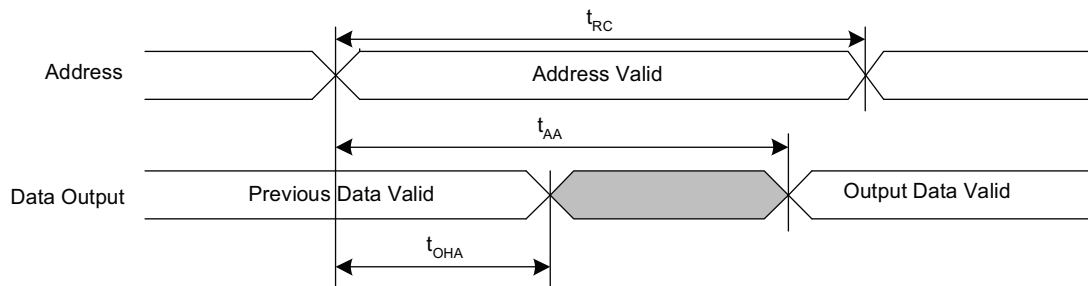 tRC
Address
Address Valid
tAA
Data Output
Previous Data Valid
Output Data Valid
tOHA